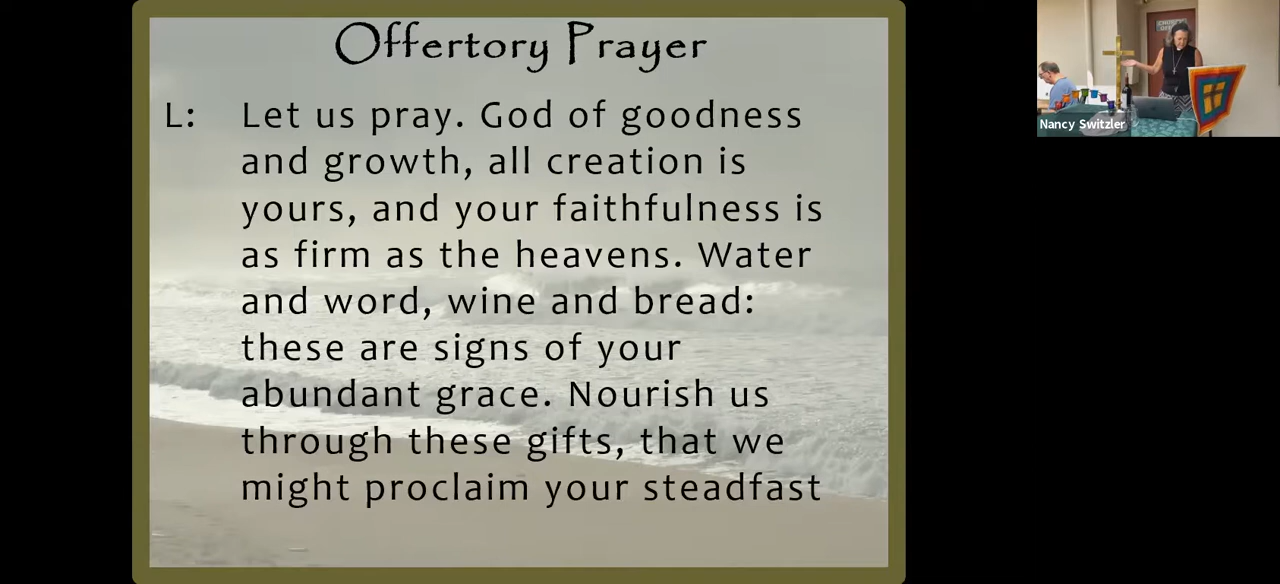 Offertory Prayer
L: Let us pray. God of goodness
and growth, all creation is
yours, and your faithfulness is
as firm as the heavens. Water
and word, wine and bread:
these are signs of your
abundant grace. Nourish us
through these gifts, that we
might proclaim your steadfast
Nancy Switzler